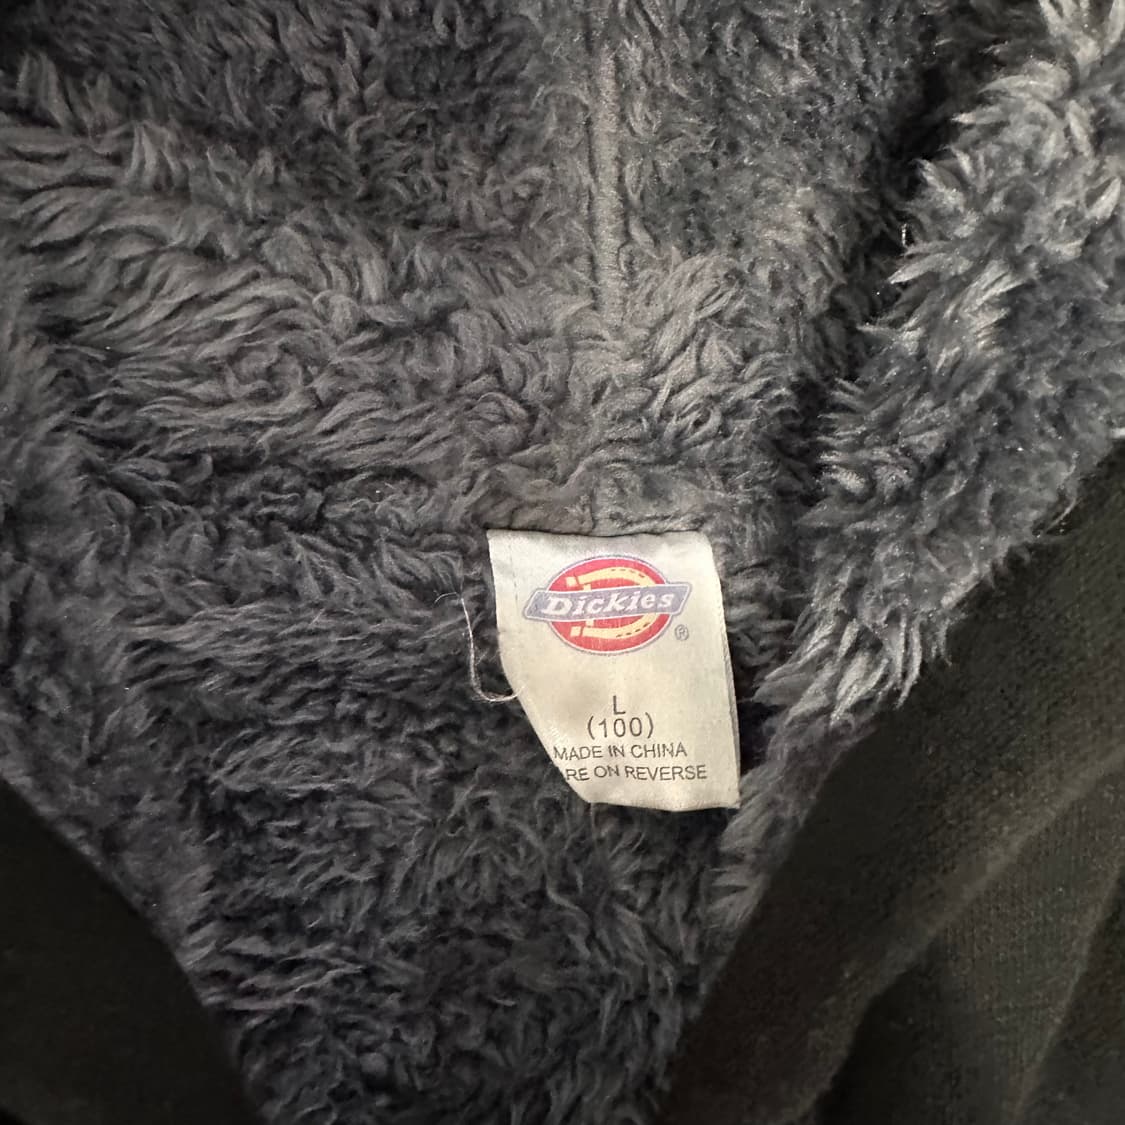 Dickies
®
L
(100)
MADE IN CHINA
RE ON REVERSE